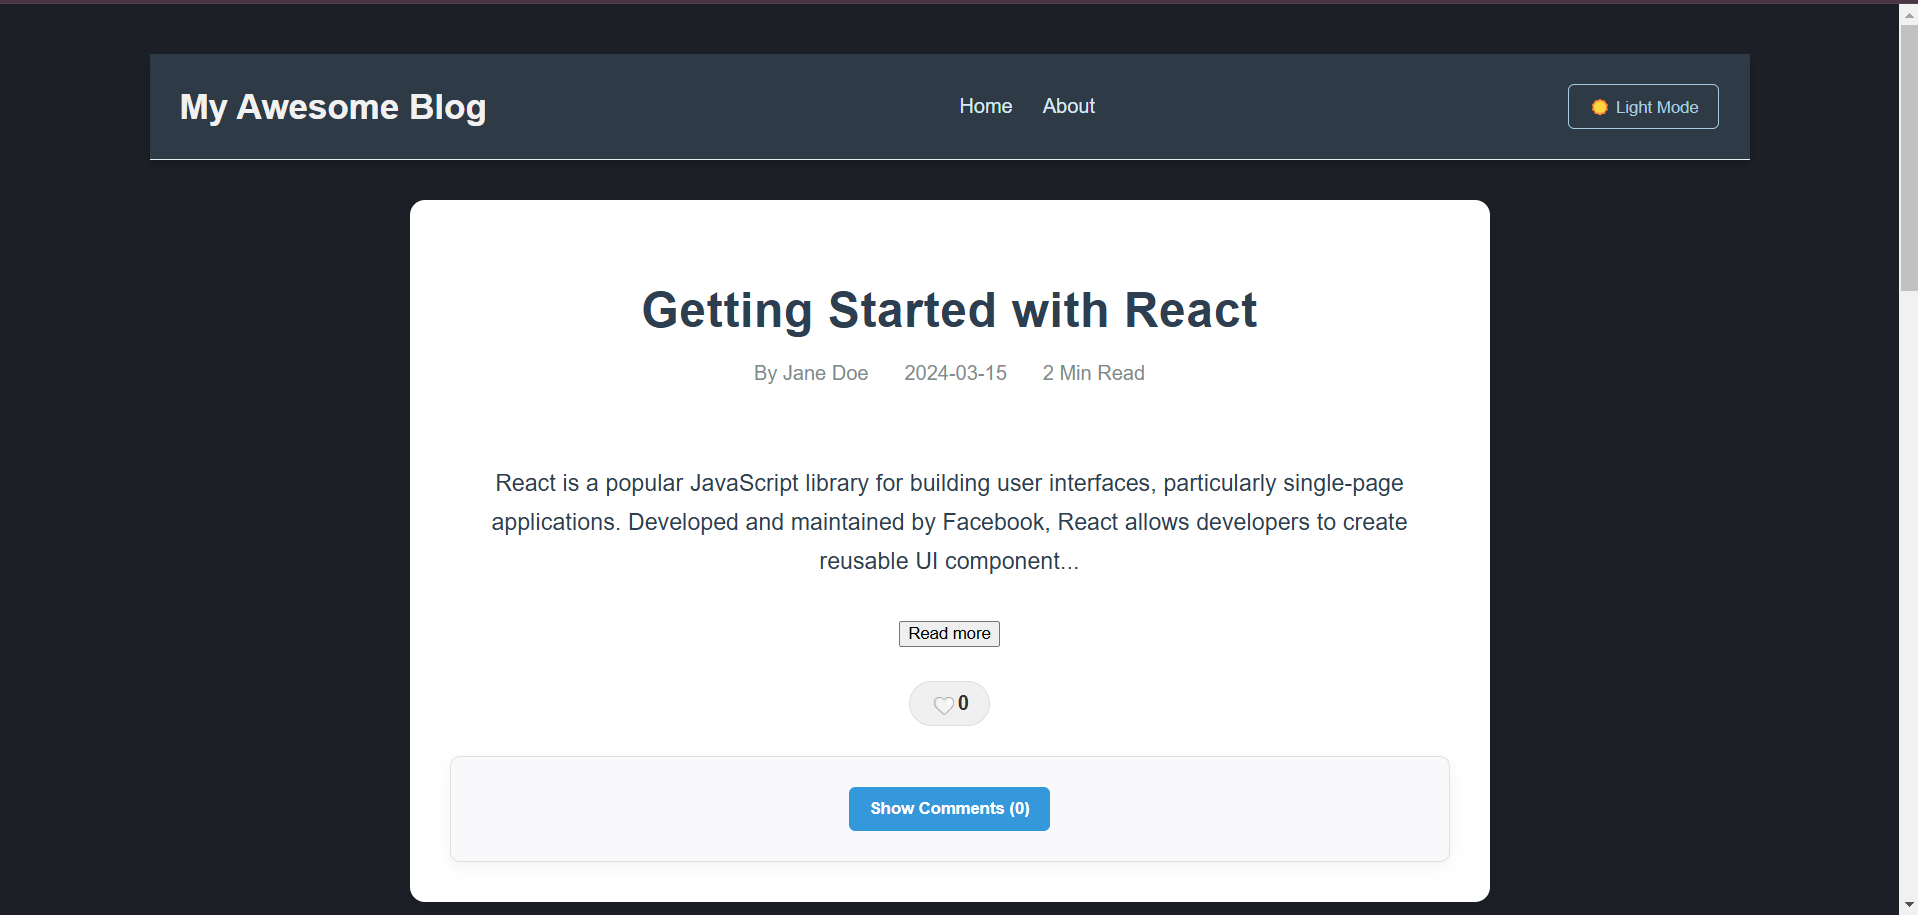 My Awesome Blog
Home About
Light Mode
Getting Started with React
By Jane Doe 2024-03-15 2 Min Read
React is a popular JavaScript library for building user interfaces, particularly single-page
applications. Developed and maintained by Facebook, React allows developers to create
reusable UI component...
Read more
0
Show Comments (0)